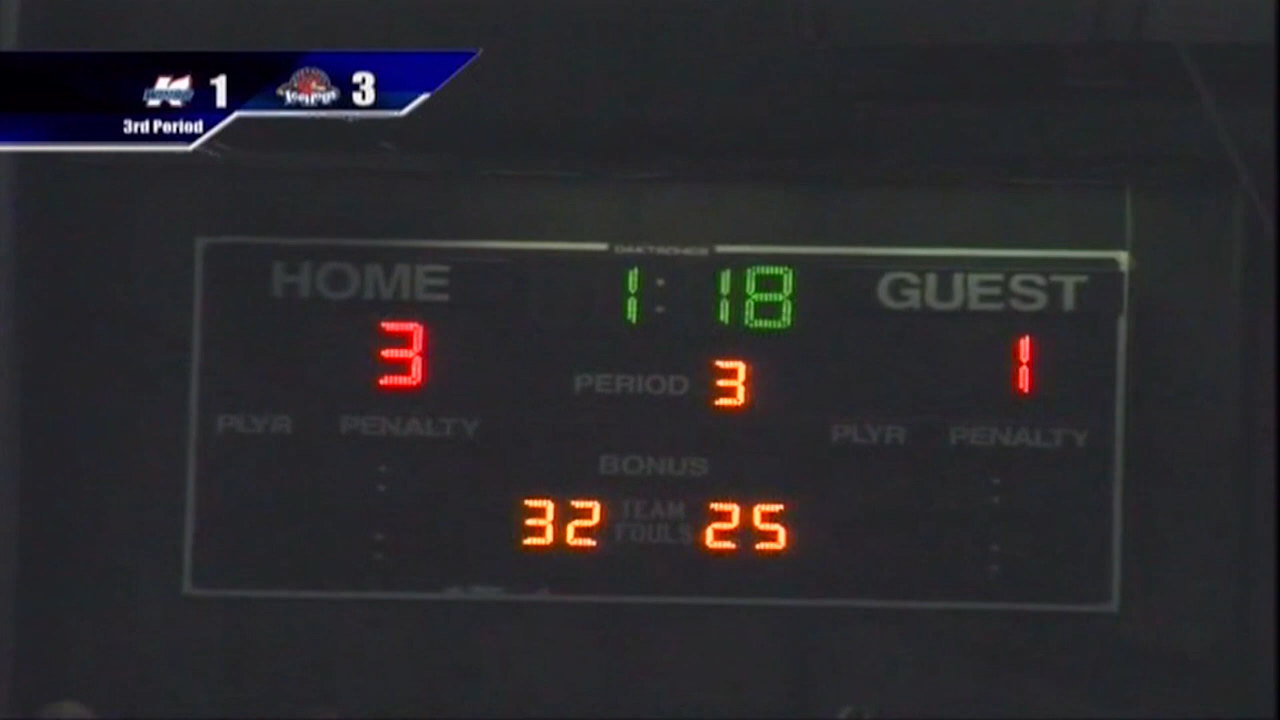 K 1 3
3rd Period
DAKTRONICS
HOME 1:18 GUEST
3 1
PERIOD 3
PLYR PENALTY PLYR PENALTY
BONUS
32 TEAM FOULS 25